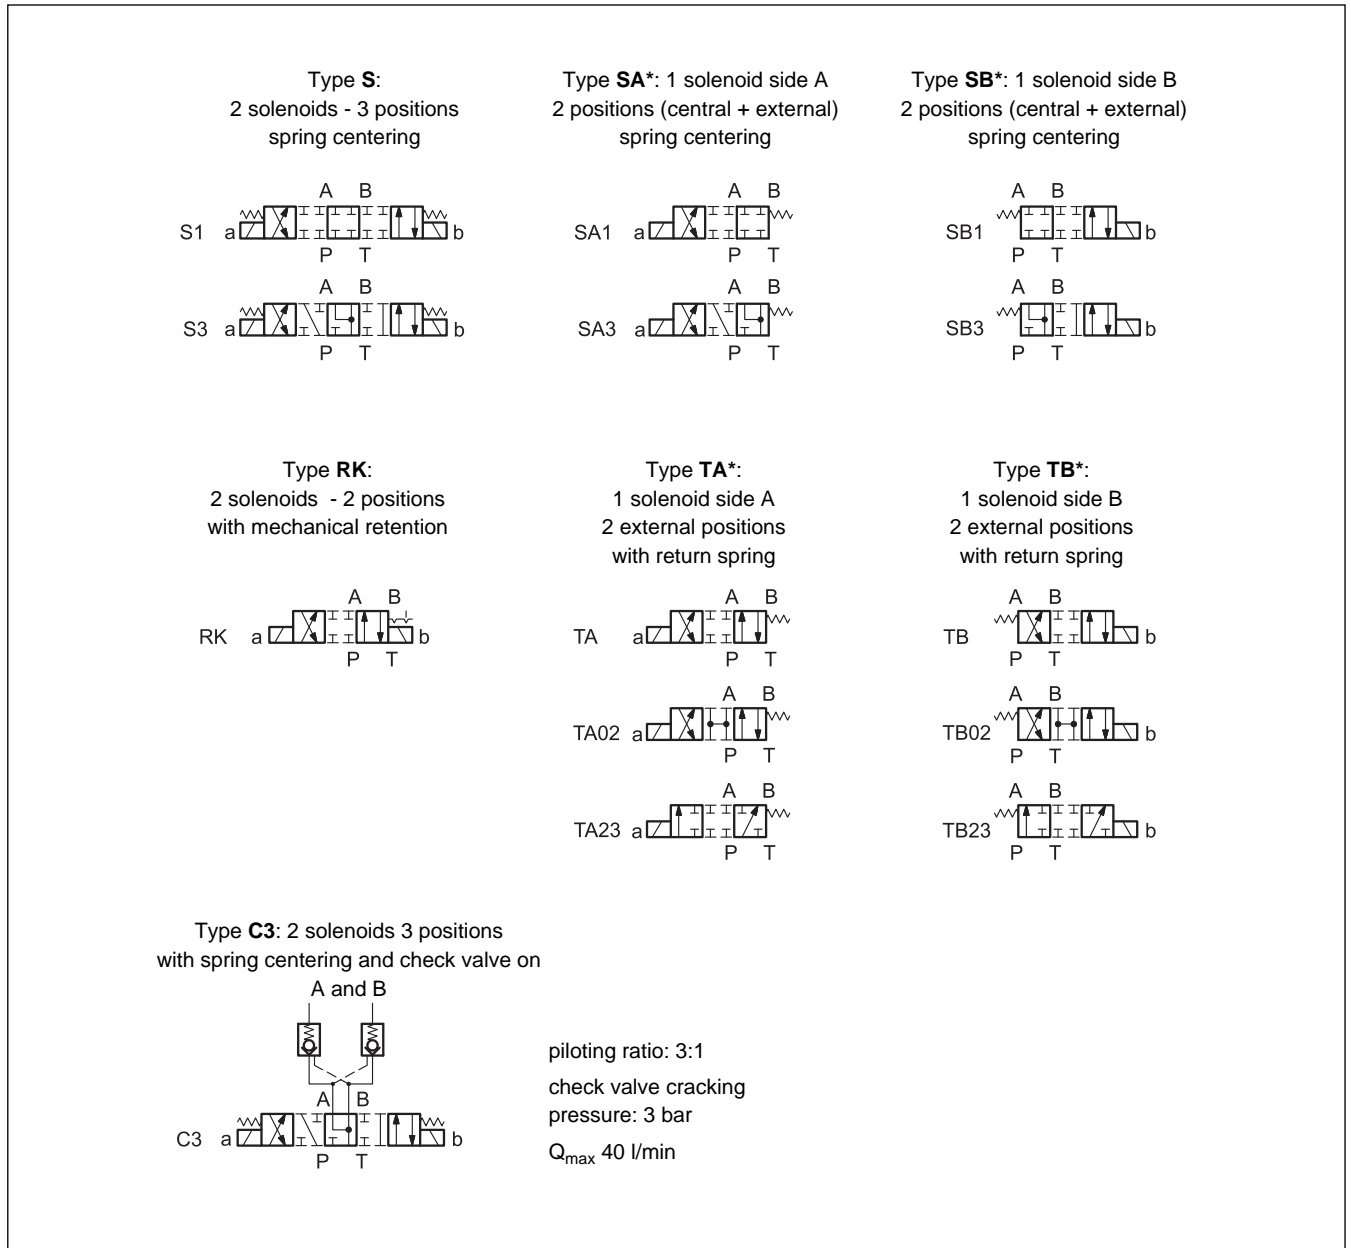 Type S:
2 solenoids - 3 positions
spring centering
A B
S1 a b
P T
A B
S3 a b
P T
Type SA*: 1 solenoid side A
2 positions (central + external)
spring centering
A B
SA1 a
P T
A B
SA3 a
P T
Type SB*: 1 solenoid side B
2 positions (central + external)
spring centering
A B
SB1 b
P T
A B
SB3 b
P T
Type RK:
2 solenoids - 2 positions
with mechanical retention
A B
RK a b
P T
Type TA*:
1 solenoid side A
2 external positions
with return spring
A B
TA a
P T
A B
TA02 a
P T
A B
TA23 a
P T
Type TB*:
1 solenoid side B
2 external positions
with return spring
A B
TB b
P T
A B
TB02 b
P T
A B
TB23 b
P T
Type C3: 2 solenoids 3 positions
with spring centering and check valve on
A and B
A B
C3 a b
P T
piloting ratio: 3:1
check valve cracking
pressure: 3 bar
Qmax 40 l/min